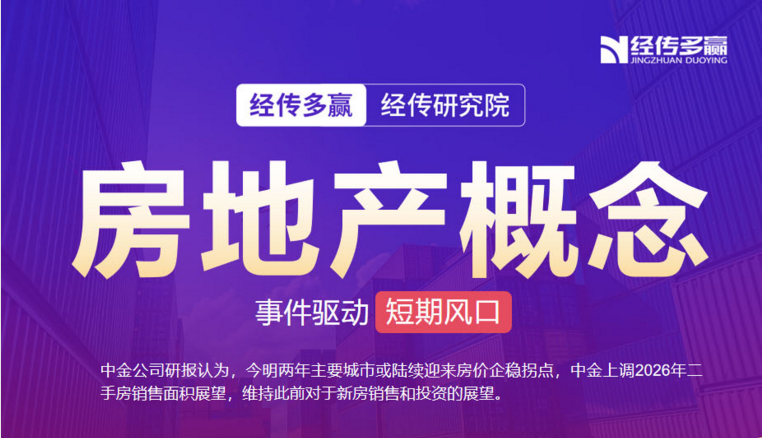 经传多赢
JINGZHUAN DUOYING
经传多赢 经传研究院
房地产概念
事件驱动 短期风口
中金公司研报认为，今明两年主要城市或陆续迎来房价企稳拐点，中金上调2026年二
手房销售面积展望，维持此前对于新房销售和投资的展望。